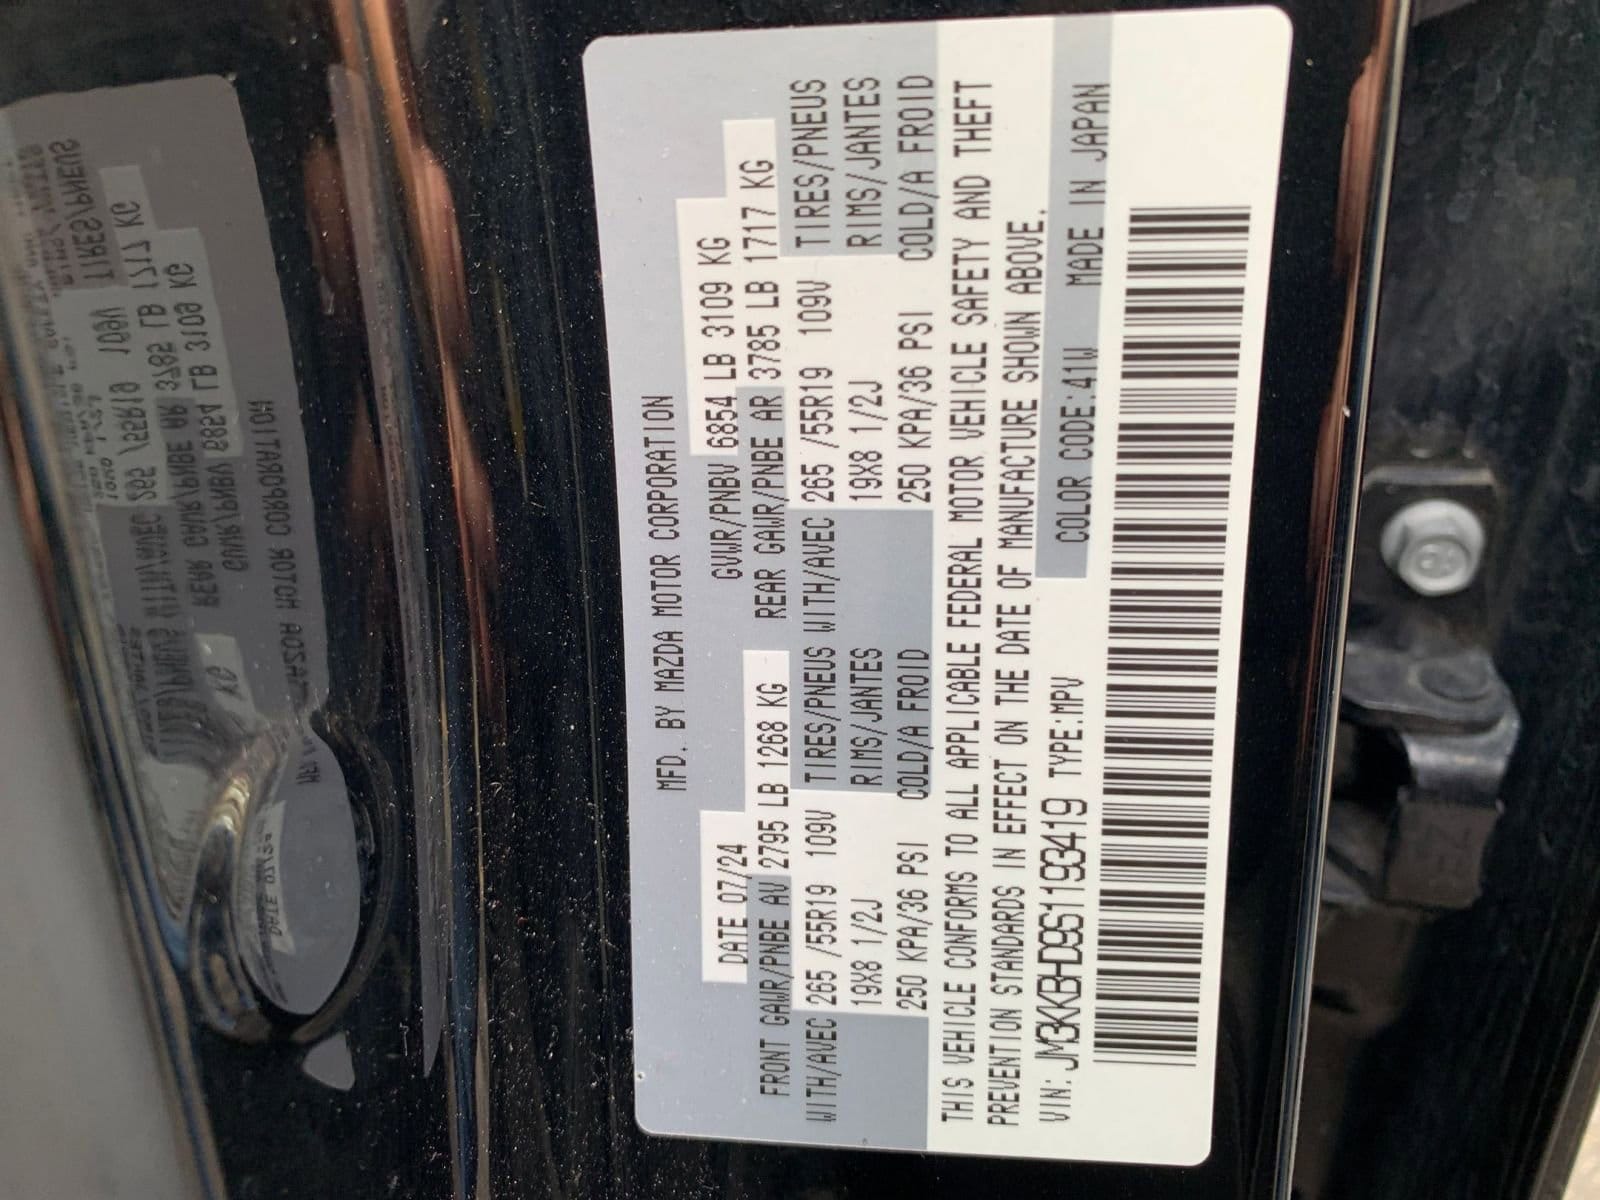 MFD. BY MAZDA MOTOR CORPORATION
DATE 07/24 GVWR/PNBV 6854 LB 3109 KG
FRONT GAWR/PNBE AV 2795 LB 1268 KG REAR GAWR/PNBE AR 3785 LB 1717 KG
WITH/AVEC 265 /55R19 109V TIRES/PNEUS WITH/AVEC 265 /55R19 109V TIRES/PNEUS
19X8 1/2J RIMS/JANTES 19X8 1/2J RIMS/JANTES
250 KPA/36 PSI COLD/A FROID 250 KPA/36 PSI COLD/A FROID
THIS VEHICLE CONFORMS TO ALL APPLICABLE FEDERAL MOTOR VEHICLE SAFETY AND THEFT
PREVENTION STANDARDS IN EFFECT ON THE DATE OF MANUFACTURE SHOWN ABOVE.
VIN: JM3KBHD9S1193419 TYPE:MPV COLOR CODE:41W MADE IN JAPAN